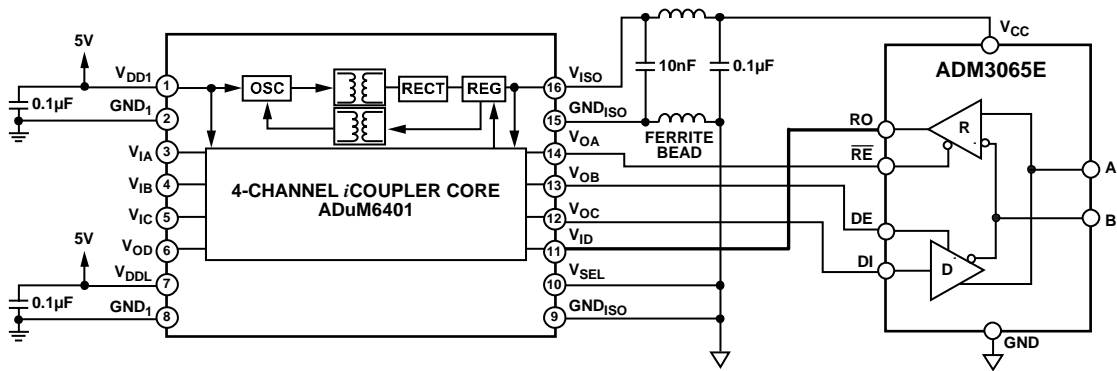 5V
0.1µF
V_DD1
GND_1
V_IA
V_IB
V_IC
V_OD
5V
0.1µF
V_DDL
GND_1
1
2
3
4
5
6
7
8
OSC
RECT
REG
4-CHANNEL iCOUPLER CORE
ADuM6401
16
15
14
13
12
11
10
9
V_ISO
GND_ISO
V_OA
V_OB
V_OC
V_ID
V_SEL
GND_ISO
10nF
0.1µF
FERRITE
BEAD
V_CC
ADM3065E
RO
RE
DE
DI
R
D
A
B
GND